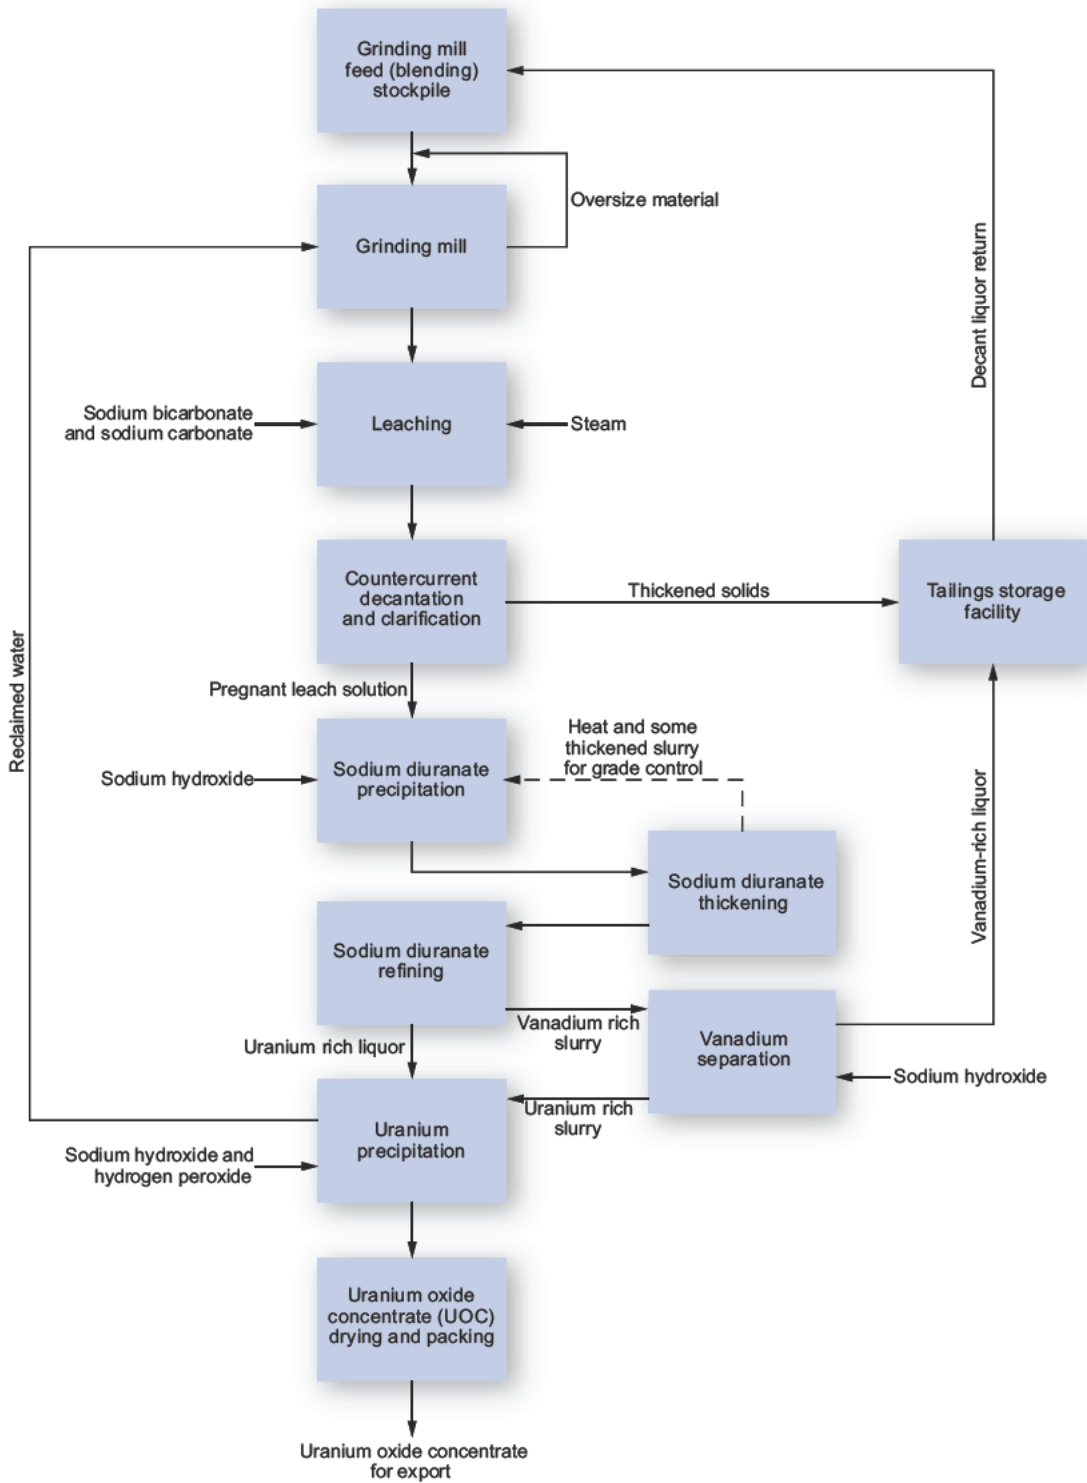 Grinding mill
feed (blending)
stockpile
Oversize material
Grinding mill
Decant liquor return
Sodium bicarbonate
and sodium carbonate
Leaching
Steam
Countercurrent
decantation
and clarification
Thickened solids
Tailings storage
facility
Reclaimed water
Pregnant leach solution
Heat and some
thickened slurry
for grade control
Sodium hydroxide
Sodium diuranate
precipitation
Vanadium-rich liquor
Sodium diuranate
thickening
Sodium diuranate
refining
Vanadium rich
slurry
Vanadium
separation
Uranium rich liquor
Sodium hydroxide
Uranium rich
slurry
Uranium
precipitation
Sodium hydroxide and
hydrogen peroxide
Uranium oxide
concentrate (UOC)
drying and packing
Uranium oxide concentrate
for export